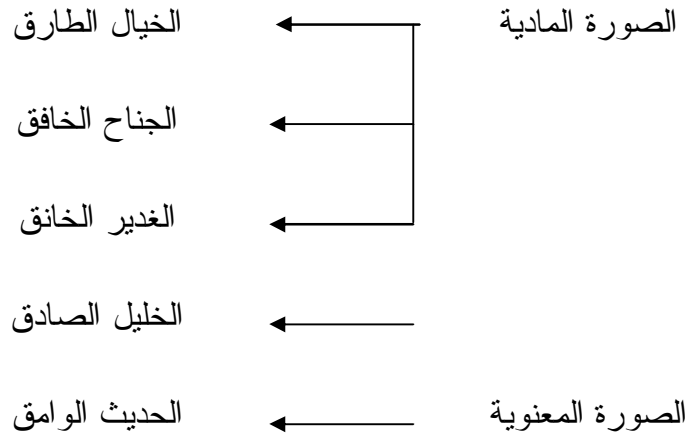 الصورة المادية الخيال الطارق
الجناح الخافق
الغدير الخانق
الخليل الصادق
الصورة المعنوية الحديث الوامق